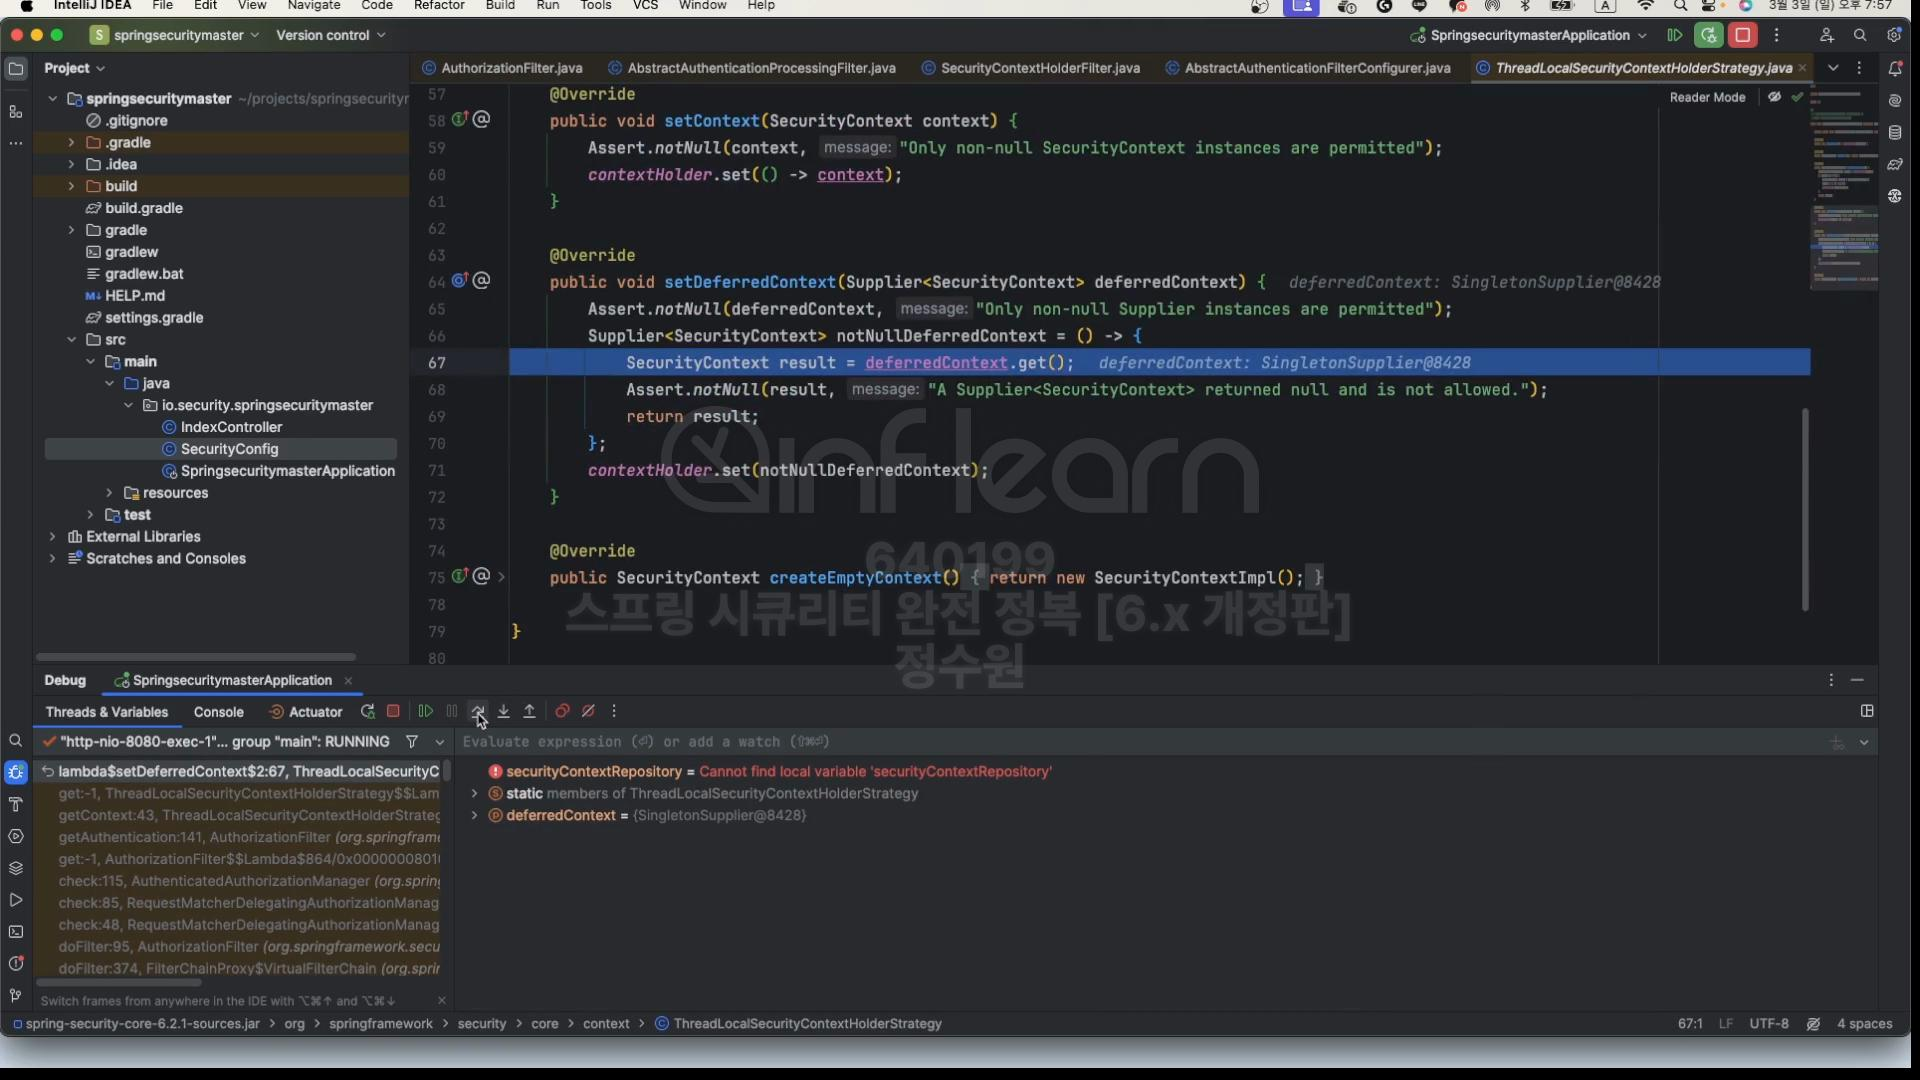 IntelliJ IDEA File Edit View Navigate Code Refactor Build Run Tools VCS Window Help 3월 3일 (일) 오후 7:57
S springsecuritymaster Version control SpringsecuritymasterApplication
Project
AuthorizationFilter.java AbstractAuthenticationProcessingFilter.java SecurityContextHolderFilter.java AbstractAuthenticationFilterConfigurer.java ThreadLocalSecurityContextHolderStrategy.java
Reader Mode
springsecuritymaster ~/projects/springsecurityr
.gitignore
.gradle
.idea
build
build.gradle
gradle
gradlew
gradlew.bat
HELP.md
settings.gradle
src
main
java
io.security.springsecuritymaster
IndexController
SecurityConfig
SpringsecuritymasterApplication
resources
test
External Libraries
Scratches and Consoles
57 @Override
58 public void setContext(SecurityContext context) {
59 Assert.notNull(context, message: "Only non-null SecurityContext instances are permitted");
60 contextHolder.set(() -> context);
61 }
62
63 @Override
64 public void setDeferredContext(Supplier<SecurityContext> deferredContext) { deferredContext: SingletonSupplier@8428
65 Assert.notNull(deferredContext, message: "Only non-null Supplier instances are permitted");
66 Supplier<SecurityContext> notNullDeferredContext = () -> {
67 SecurityContext result = deferredContext.get(); deferredContext: SingletonSupplier@8428
68 Assert.notNull(result, message: "A Supplier<SecurityContext> returned null and is not allowed.");
69 return result;
70 };
71 contextHolder.set(notNullDeferredContext);
72 }
73
74 @Override
75 public SecurityContext createEmptyContext() { return new SecurityContextImpl(); }
78
79 }
80
inflearn
640199
스프링 시큐리티 완전 정복 [6.x 개정판]
정수원
Debug SpringsecuritymasterApplication
Threads & Variables Console Actuator
"http-nio-8080-exec-1"... group "main": RUNNING
Evaluate expression (⏎) or add a watch (⇧⌘⏎)
lambda$setDeferredContext$2:67, ThreadLocalSecurityC
get:-1, ThreadLocalSecurityContextHolderStrategy$$Lam
getContext:43, ThreadLocalSecurityContextHolderStrateg
getAuthentication:141, AuthorizationFilter (org.springfram
get:-1, AuthorizationFilter$$Lambda$864/0x0000000801
check:115, AuthenticatedAuthorizationManager (org.spring
check:85, RequestMatcherDelegatingAuthorizationManag
check:48, RequestMatcherDelegatingAuthorizationManag
doFilter:95, AuthorizationFilter (org.springframework.secu
doFilter:374, FilterChainProxy$VirtualFilterChain (org.sprin
Switch frames from anywhere in the IDE with ⌥⌘↑ and ⌥⌘↓
securityContextRepository = Cannot find local variable 'securityContextRepository'
static members of ThreadLocalSecurityContextHolderStrategy
deferredContext = {SingletonSupplier@8428}
spring-security-core-6.2.1-sources.jar > org > springframework > security > core > context > ThreadLocalSecurityContextHolderStrategy 67:1 LF UTF-8 4 spaces